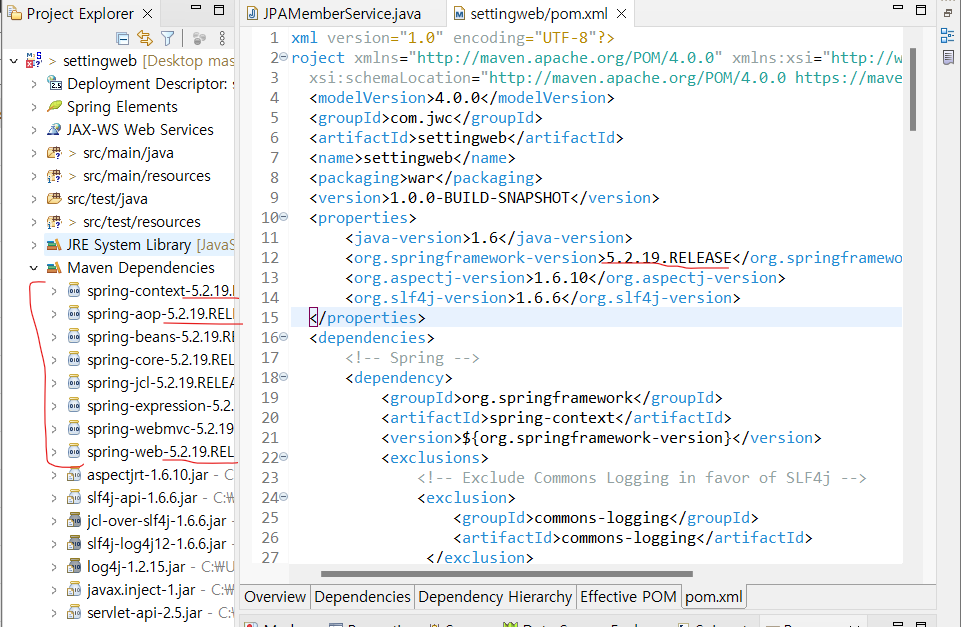 Project Explorer
settingweb [Desktop mas
Deployment Descriptor: s
Spring Elements
JAX-WS Web Services
src/main/java
src/main/resources
src/test/java
src/test/resources
JRE System Library [JavaS
Maven Dependencies
spring-context-5.2.19.
spring-aop-5.2.19.REL
spring-beans-5.2.19.RE
spring-core-5.2.19.REL
spring-jcl-5.2.19.RELEA
spring-expression-5.2.
spring-webmvc-5.2.19
spring-web-5.2.19.REL
aspectjrt-1.6.10.jar - C
slf4j-api-1.6.6.jar - C:₩
jcl-over-slf4j-1.6.6.jar -
slf4j-log4j12-1.6.6.jar -
log4j-1.2.15.jar - C:₩U
javax.inject-1.jar - C:₩
servlet-api-2.5.jar - C:₩
JPAMemberService.java
settingweb/pom.xml
1 xml version="1.0" encoding="UTF-8"?>
2 roject xmlns="http://maven.apache.org/POM/4.0.0" xmlns:xsi="http://w
3 xsi:schemaLocation="http://maven.apache.org/POM/4.0.0 https://mave
4 <modelVersion>4.0.0</modelVersion>
5 <groupId>com.jwc</groupId>
6 <artifactId>settingweb</artifactId>
7 <name>settingweb</name>
8 <packaging>war</packaging>
9 <version>1.0.0-BUILD-SNAPSHOT</version>
10 <properties>
11 <java-version>1.6</java-version>
12 <org.springframework-version>5.2.19.RELEASE</org.springframewo
13 <org.aspectj-version>1.6.10</org.aspectj-version>
14 <org.slf4j-version>1.6.6</org.slf4j-version>
15 </properties>
16 <dependencies>
17 <!-- Spring -->
18 <dependency>
19 <groupId>org.springframework</groupId>
20 <artifactId>spring-context</artifactId>
21 <version>${org.springframework-version}</version>
22 <exclusions>
23 <!-- Exclude Commons Logging in favor of SLF4j -->
24 <exclusion>
25 <groupId>commons-logging</groupId>
26 <artifactId>commons-logging</artifactId>
27 </exclusion>
Overview Dependencies Dependency Hierarchy Effective POM pom.xml